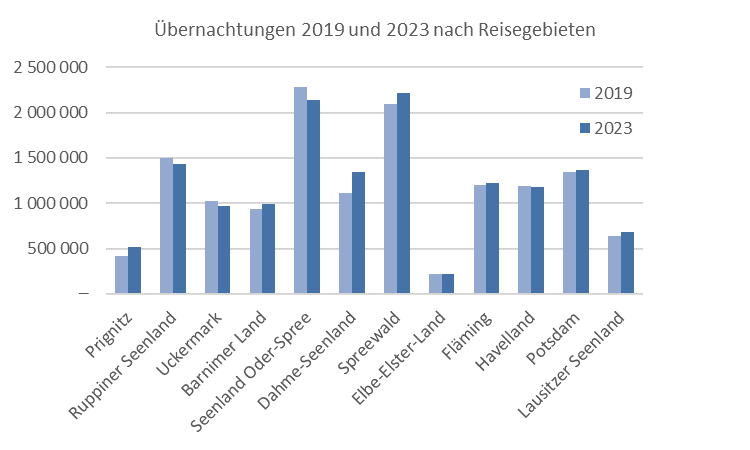 Übernachtungen 2019 und 2023 nach Reisegebieten
2 500 000
2 000 000
1 500 000
1 000 000
500 000
–
2019
2023
Prignitz
Ruppiner Seenland
Uckermark
Barnimer Land
Seenland Oder-Spree
Dahme-Seenland
Spreewald
Elbe-Elster-Land
Fläming
Havelland
Potsdam
Lausitzer Seenland